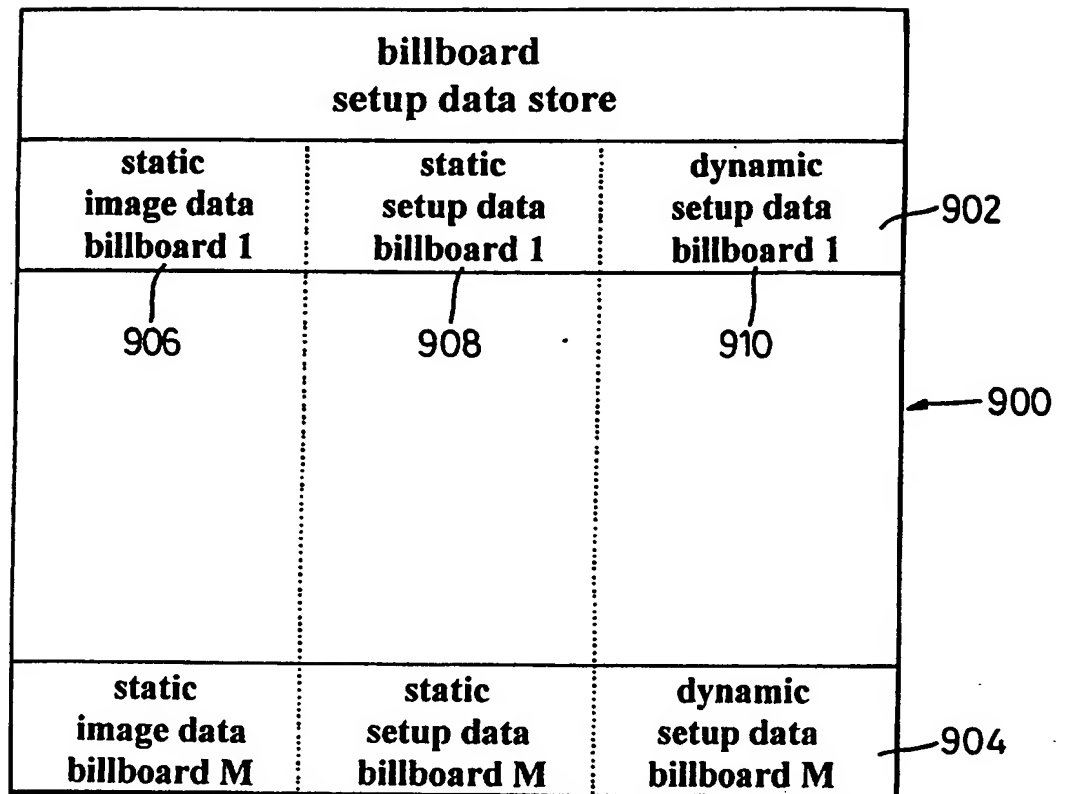 billboard
setup data store
static static dynamic
image data setup data setup data
billboard 1 billboard 1 billboard 1
902
906 908 910
900
static static dynamic
image data setup data setup data
billboard M billboard M billboard M
904